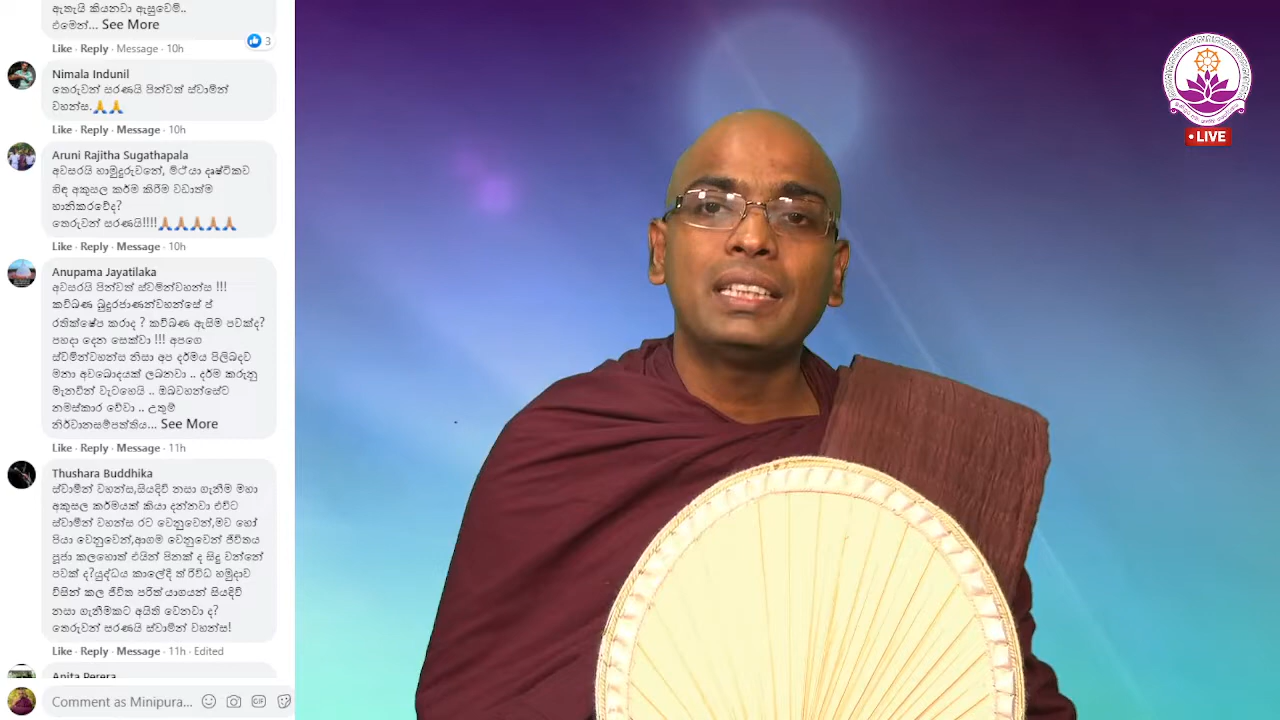 ඇතැයි කියනවා ඇසුවෙමි..
එමෙන්... See More
Like · Reply · Message · 10h
3
Nimala Indunil
තෙරුවන් සරණයි පින්වත් ස්වාමින්
වහන්ස.🙏🙏
Like · Reply · Message · 10h
Aruni Rajitha Sugathapala
අවසරයි හාමුදුරුවනේ, මිථ් යා දෘෂ්ටිකව
හිඳ අකුසල කර්ම කිරීම වඩාත්ම
හානිකරවේද?
තෙරුවන් සරණයි!!!!🙏🙏🙏🙏🙏
Like · Reply · Message · 10h
Anupama Jayatilaka
අවසරයි පින්වත් ස්වමින්වහන්ස !!!
කවිබණ බුදුරජාණන්වහන්සේ ප්
රතික්ෂේප කරාද ? කවිබණ ඇසීම පවක්ද?
පහදා දෙන සෙක්වා !!! අපගෙ
ස්වමින්වහන්ස නිසා අප දර්මය පිලිබදව
මනා අවබොදයක් ලබනවා .. දර්ම කරුනු
මැනවින් වැටහෙයි .. ඔබවහන්සේට
නමස්කාර වේවා .. උතුම්
නිර්වානසම්පත්තිය... See More
Like · Reply · Message · 11h
Thushara Buddhika
ස්වාමීන් වහන්ස,සියදිවි නසා ගැනීම මහා
අකුසල කර්මයක් කියා දන්නවා එවිට
ස්වාමීන් වහන්ස රට වෙනුවෙන්,මව හෝ
පියා වෙනුවෙන්,ආගම වෙනුවෙන් ජීවිතය
පූජා කලහොත් එයින් පිනක් ද සිදු වන්නේ
පවක් ද?යුද්ධය කාලේදී ත් රිවිධ හමුදාව
විසින් කල ජීවිත පරිත් යාගයන් සියදිවි
නසා ගැනීමකට අයිති වෙනවා ද?
තෙරුවන් සරණයි ස්වාමීන් වහන්ස!
Like · Reply · Message · 11h · Edited
Anita Perera
Comment as Minipura...
GIF
LIVE